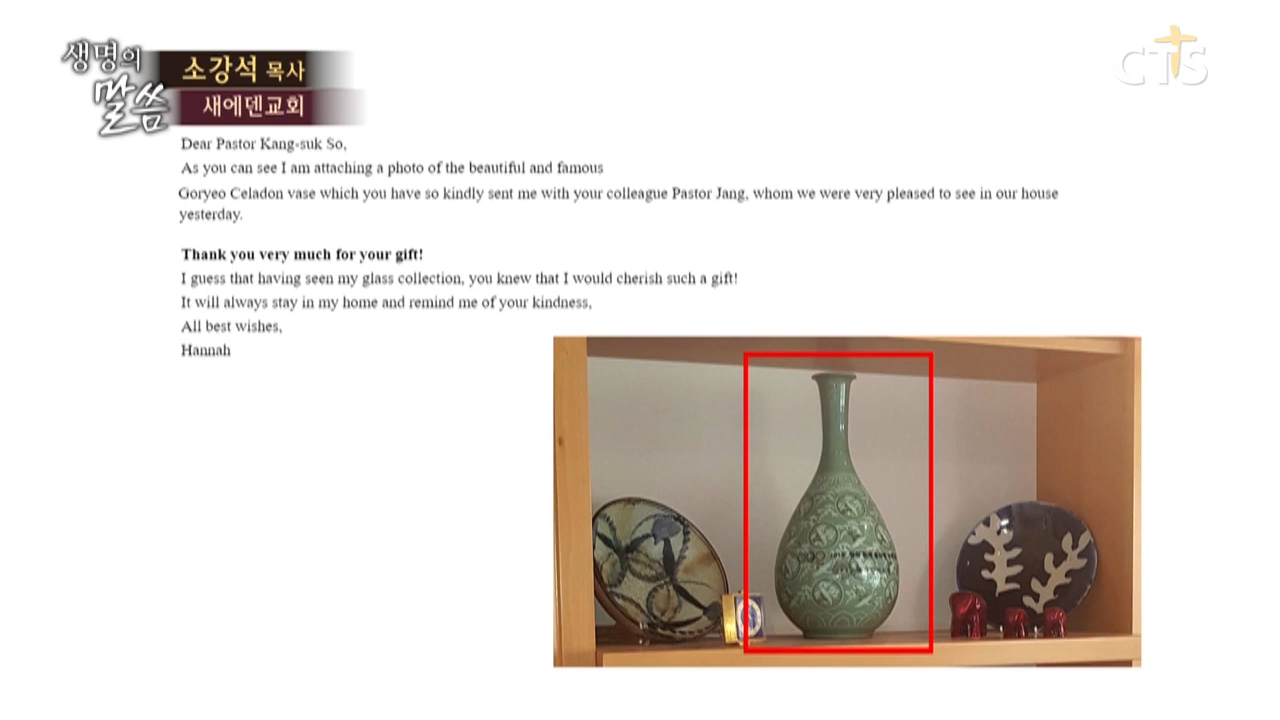 생명의
말씀
소강석 목사
새에덴교회
CTS
Dear Pastor Kang-suk So,
As you can see I am attaching a photo of the beautiful and famous
Goryeo Celadon vase which you have so kindly sent me with your colleague Pastor Jang, whom we were very pleased to see in our house
yesterday.
Thank you very much for your gift!
I guess that having seen my glass collection, you knew that I would cherish such a gift!
It will always stay in my home and remind me of your kindness,
All best wishes,
Hannah